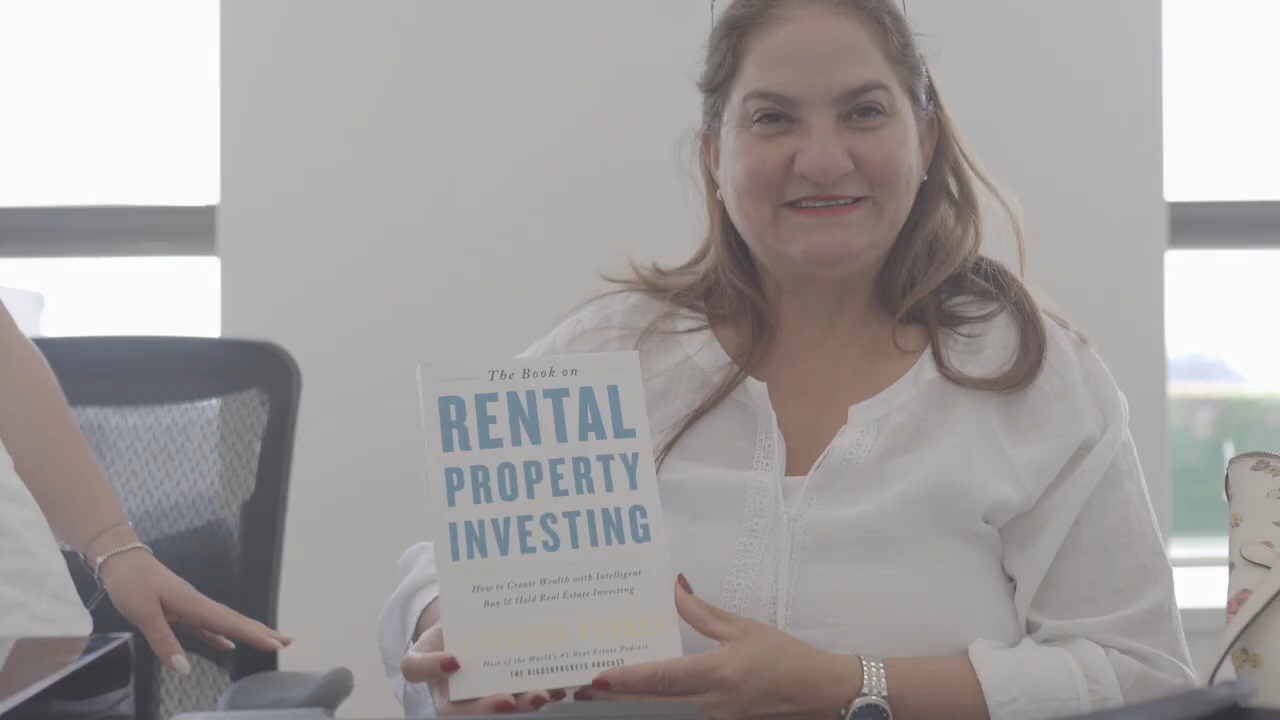 The Book on
RENTAL
PROPERTY
INVESTING
How to Create Wealth with Intelligent
Buy & Hold Real Estate Investing
Host of the World's #1 Real Estate Podcast
THE BIGGERPOCKETS PODCAST